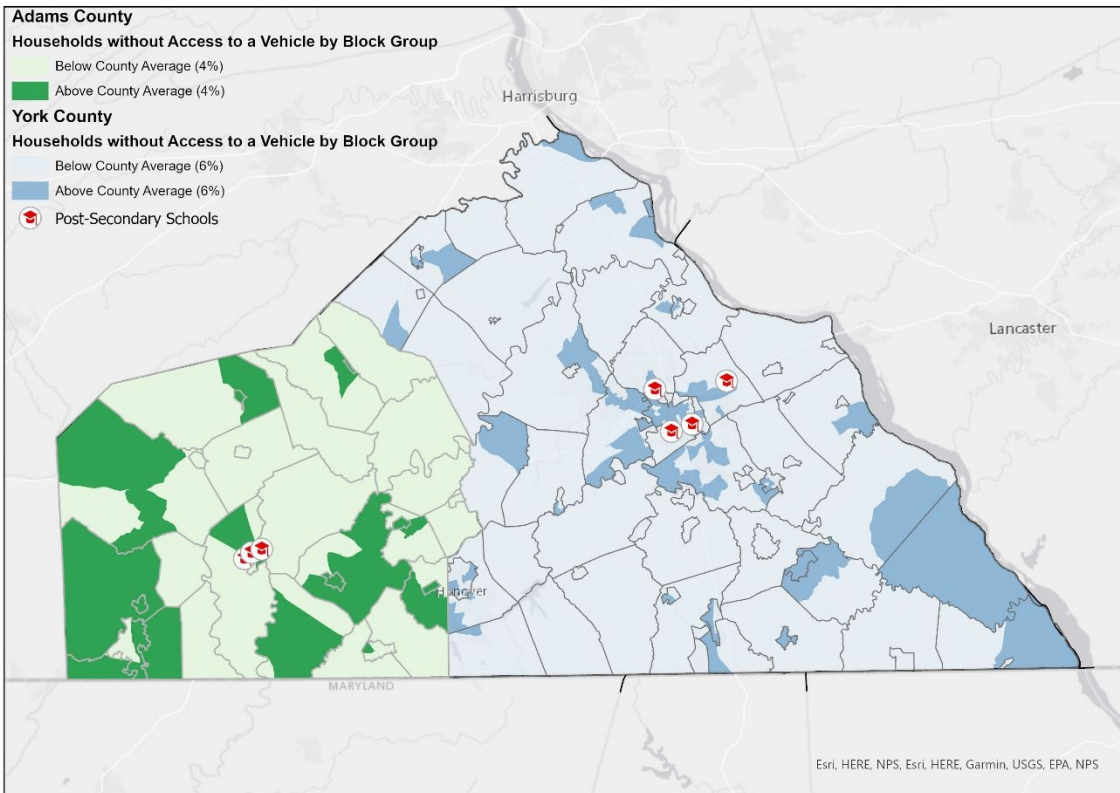 Adams County
Households without Access to a Vehicle by Block Group
Below County Average (4%)
Above County Average (4%)
York County
Households without Access to a Vehicle by Block Group
Below County Average (6%)
Above County Average (6%)
Post-Secondary Schools
Harrisburg
Lancaster
Hanover
MARYLAND
Esri, HERE, NPS, Esri, HERE, Garmin, USGS, EPA, NPS